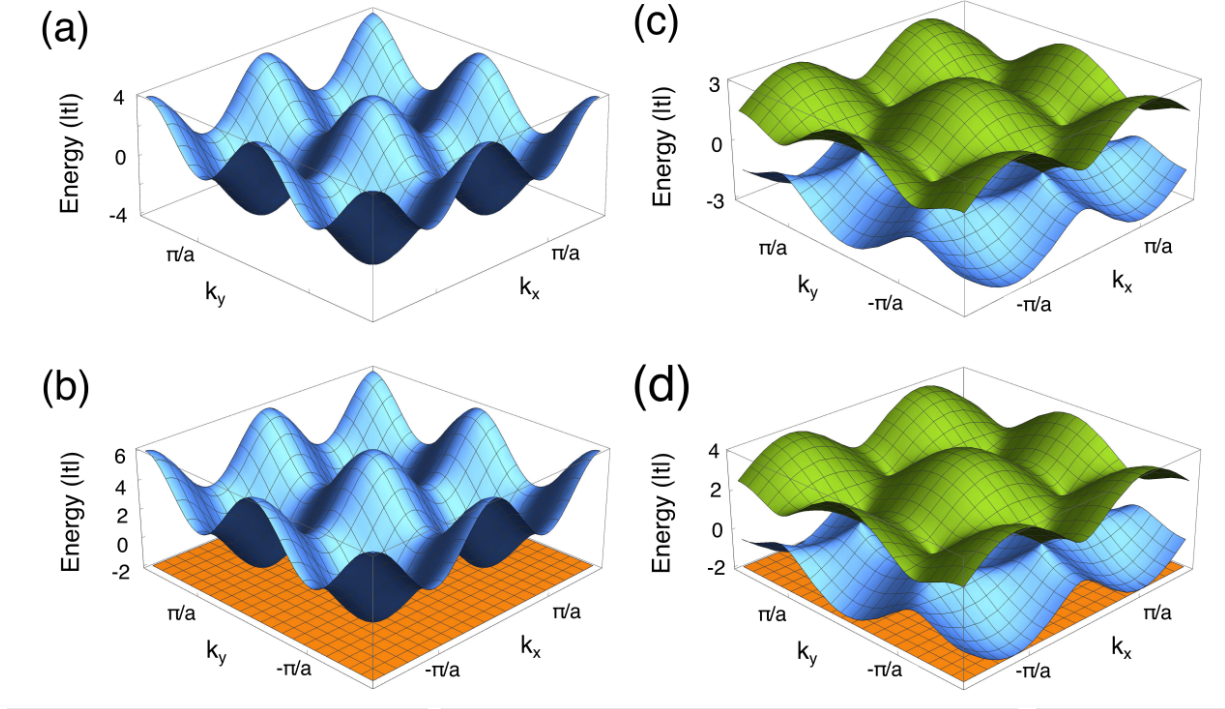 (a)
Energy (|t|)
4
0
-4
π/a
k_y
π/a
k_x
(c)
Energy (|t|)
3
0
-3
π/a
k_y
-π/a
-π/a
k_x
π/a
(b)
Energy (|t|)
6
4
2
0
-2
π/a
k_y
-π/a
-π/a
k_x
π/a
(d)
Energy (|t|)
4
2
0
-2
π/a
k_y
-π/a
-π/a
k_x
π/a